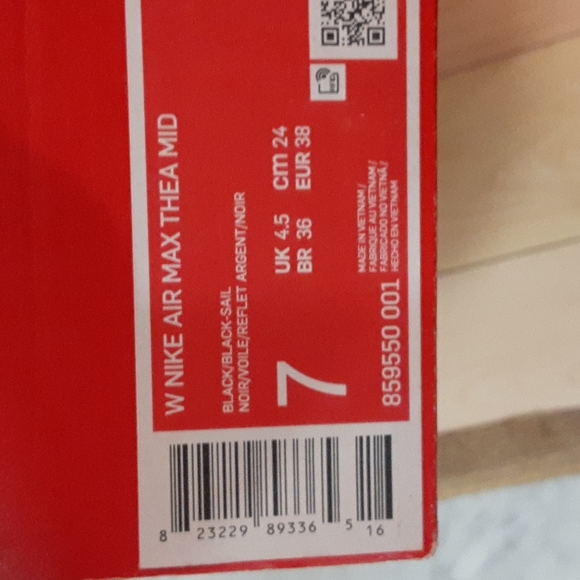 W NIKE AIR MAX THEA MID
BLACK/BLACK-SAIL
NOIR/VOILE/REFLET ARGENT/NOIR
7
UK 4.5 cm 24
BR 36 EUR 38
859550 001
MADE IN VIETNAM /
FABRIQUE AU VIETNAM /
FABRICADO NO VIETNÃ /
HECHO EN VIETNAM
8 23229 89336 5 16